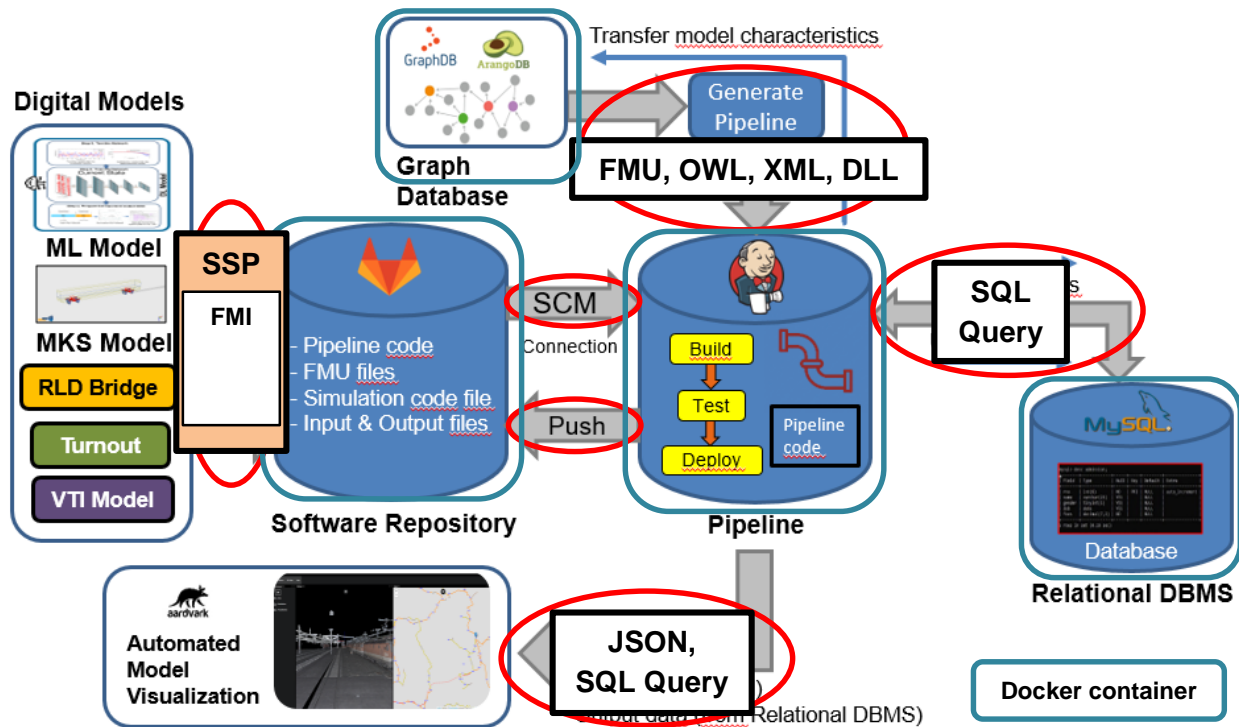 Transfer model characteristics
GraphDB
ArangoDB
Generate
Pipeline
Digital Models
Graph
Database
FMU, OWL, XML, DLL
ML Model
SSP
FMI
MKS Model
RLD Bridge
Turnout
VTI Model
- Pipeline code
- FMU files
- Simulation code file
- Input & Output files
Software Repository
SCM
Connection
Push
Build
Test
Deploy
Pipeline
code
Pipeline
SQL
Query
MySQL
Database
Relational DBMS
aardvark
Automated
Model
Visualization
JSON,
SQL Query
Relational DBMS)
Docker container